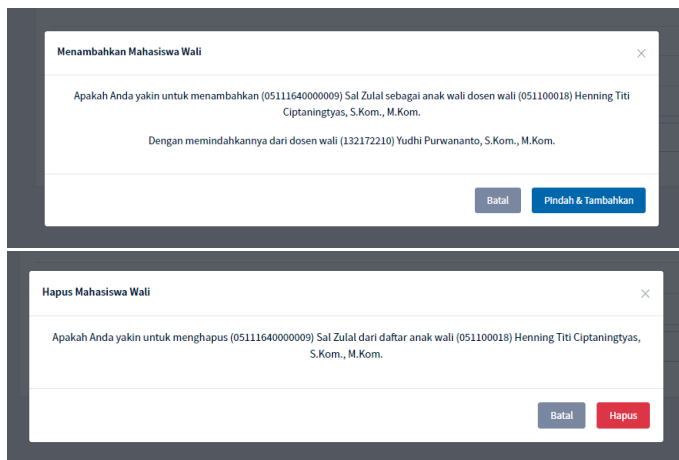 Menambahkan Mahasiswa Wali
Apakah Anda yakin untuk menambahkan (05111640000009) Sal Zulal sebagai anak wali dosen wali (051100018) Henning Titi
Ciptaningtyas, S.Kom., M.Kom.
Dengan memindahkannya dari dosen wali (132172210) Yudhi Purwananto, S.Kom., M.Kom.
Batal
PIndah & Tambahkan
Hapus Mahasiswa Wali
Apakah Anda yakin untuk menghapus (05111640000009) Sal Zulal dari daftar anak wali (051100018) Henning Titi Ciptaningtyas,
S.Kom., M.Kom.
Batal
Hapus